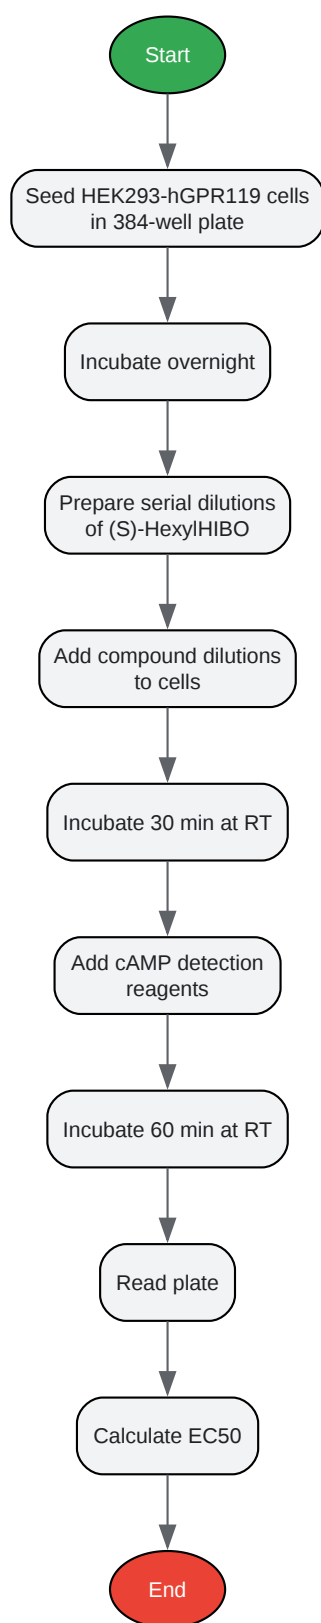 Start
Seed HEK293-hGPR119 cells
in 384-well plate
Incubate overnight
Prepare serial dilutions
of (S)-HexylHIBO
Add compound dilutions
to cells
Incubate 30 min at RT
Add cAMP detection
reagents
Incubate 60 min at RT
Read plate
Calculate EC50
End